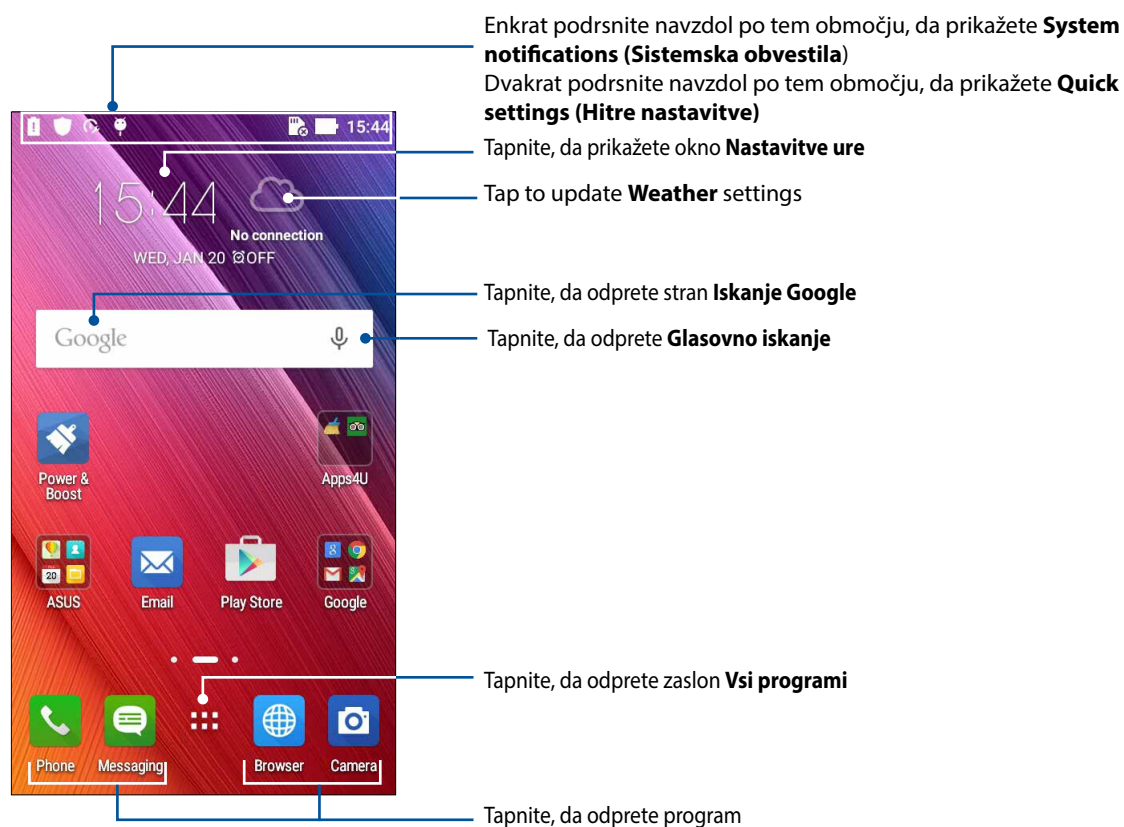 Enkrat podrsnite navzdol po tem območju, da prikažete System
notifications (Sistemska obvestila)
Dvakrat podrsnite navzdol po tem območju, da prikažete Quick
settings (Hitre nastavitve)
15:44
Tapnite, da prikažete okno Nastavitve ure
15:44
Tap to update Weather settings
No connection
WED, JAN 20 OFF
Tapnite, da odprete stran Iskanje Google
Google
Tapnite, da odprete Glasovno iskanje
Power &
Boost
Apps4U
20
8
ASUS
Email
Play Store
Google
Tapnite, da odprete zaslon Vsi programi
Phone
Messaging
Browser
Camera
Tapnite, da odprete program